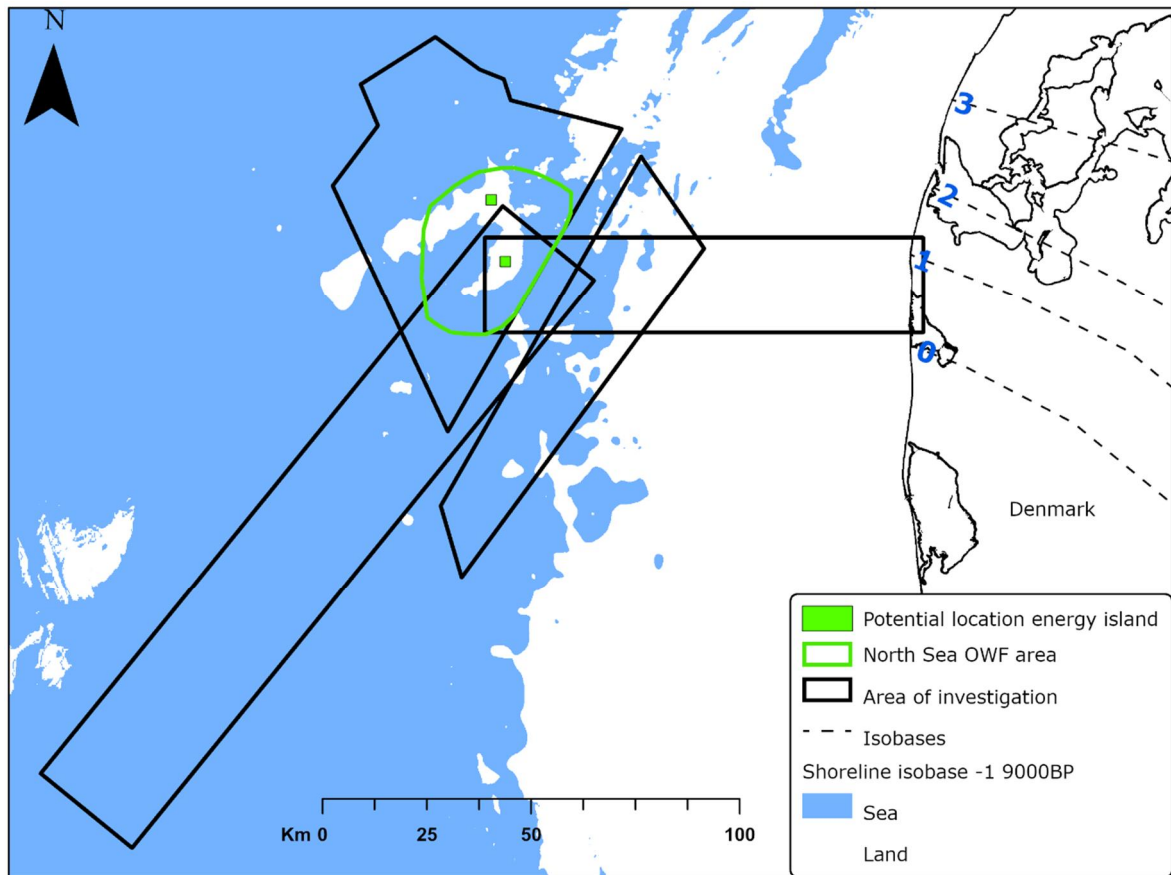 N
3
2
1
0
Denmark
Potential location energy island
North Sea OWF area
Area of investigation
Isobases
Shoreline isobase -1 9000BP
Sea
Land
Km 0 25 50 100